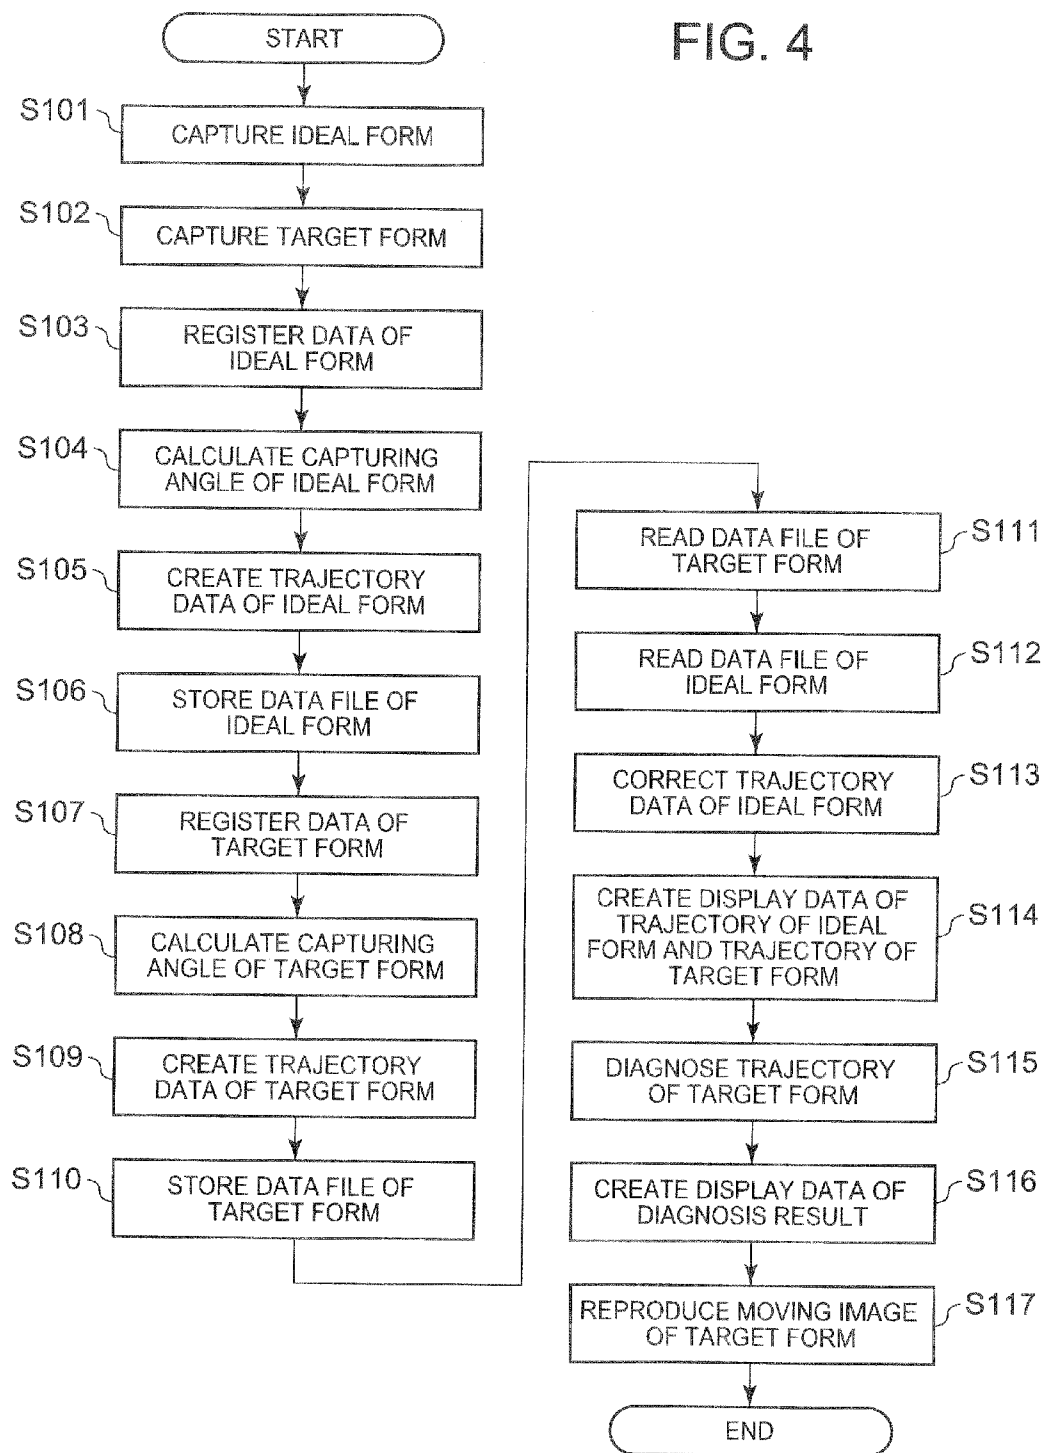 FIG. 4
START
S101
CAPTURE IDEAL FORM
S102
CAPTURE TARGET FORM
S103
REGISTER DATA OF
IDEAL FORM
S104
CALCULATE CAPTURING
ANGLE OF IDEAL FORM
S105
CREATE TRAJECTORY
DATA OF IDEAL FORM
S106
STORE DATA FILE OF
IDEAL FORM
S107
REGISTER DATA OF
TARGET FORM
S108
CALCULATE CAPTURING
ANGLE OF TARGET FORM
S109
CREATE TRAJECTORY
DATA OF TARGET FORM
S110
STORE DATA FILE OF
TARGET FORM
S111
READ DATA FILE OF
TARGET FORM
S112
READ DATA FILE OF
IDEAL FORM
S113
CORRECT TRAJECTORY
DATA OF IDEAL FORM
S114
CREATE DISPLAY DATA OF
TRAJECTORY OF IDEAL
FORM AND TRAJECTORY OF
TARGET FORM
S115
DIAGNOSE TRAJECTORY
OF TARGET FORM
S116
CREATE DISPLAY DATA OF
DIAGNOSIS RESULT
S117
REPRODUCE MOVING IMAGE
OF TARGET FORM
END